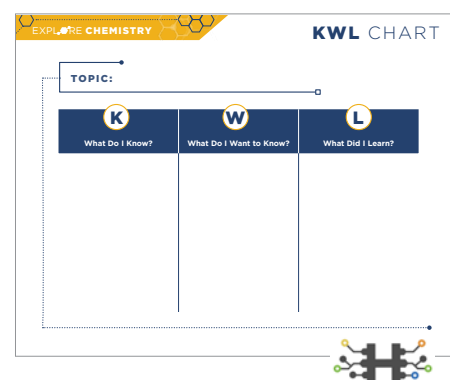 EXPLORE CHEMISTRY
KWL CHART
TOPIC:
K W L
What Do I Know? What Do I Want to Know? What Did I Learn?